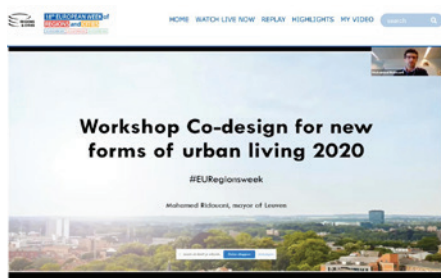 18th EUROPEAN WEEK of
REGIONS and CITIES
HOME WATCH LIVE NOW REPLAY HIGHLIGHTS MY VIDEO
Workshop Co-design for new
forms of urban living 2020
#EURegionsweek
Mohamed Ridouani, mayor of Leuven